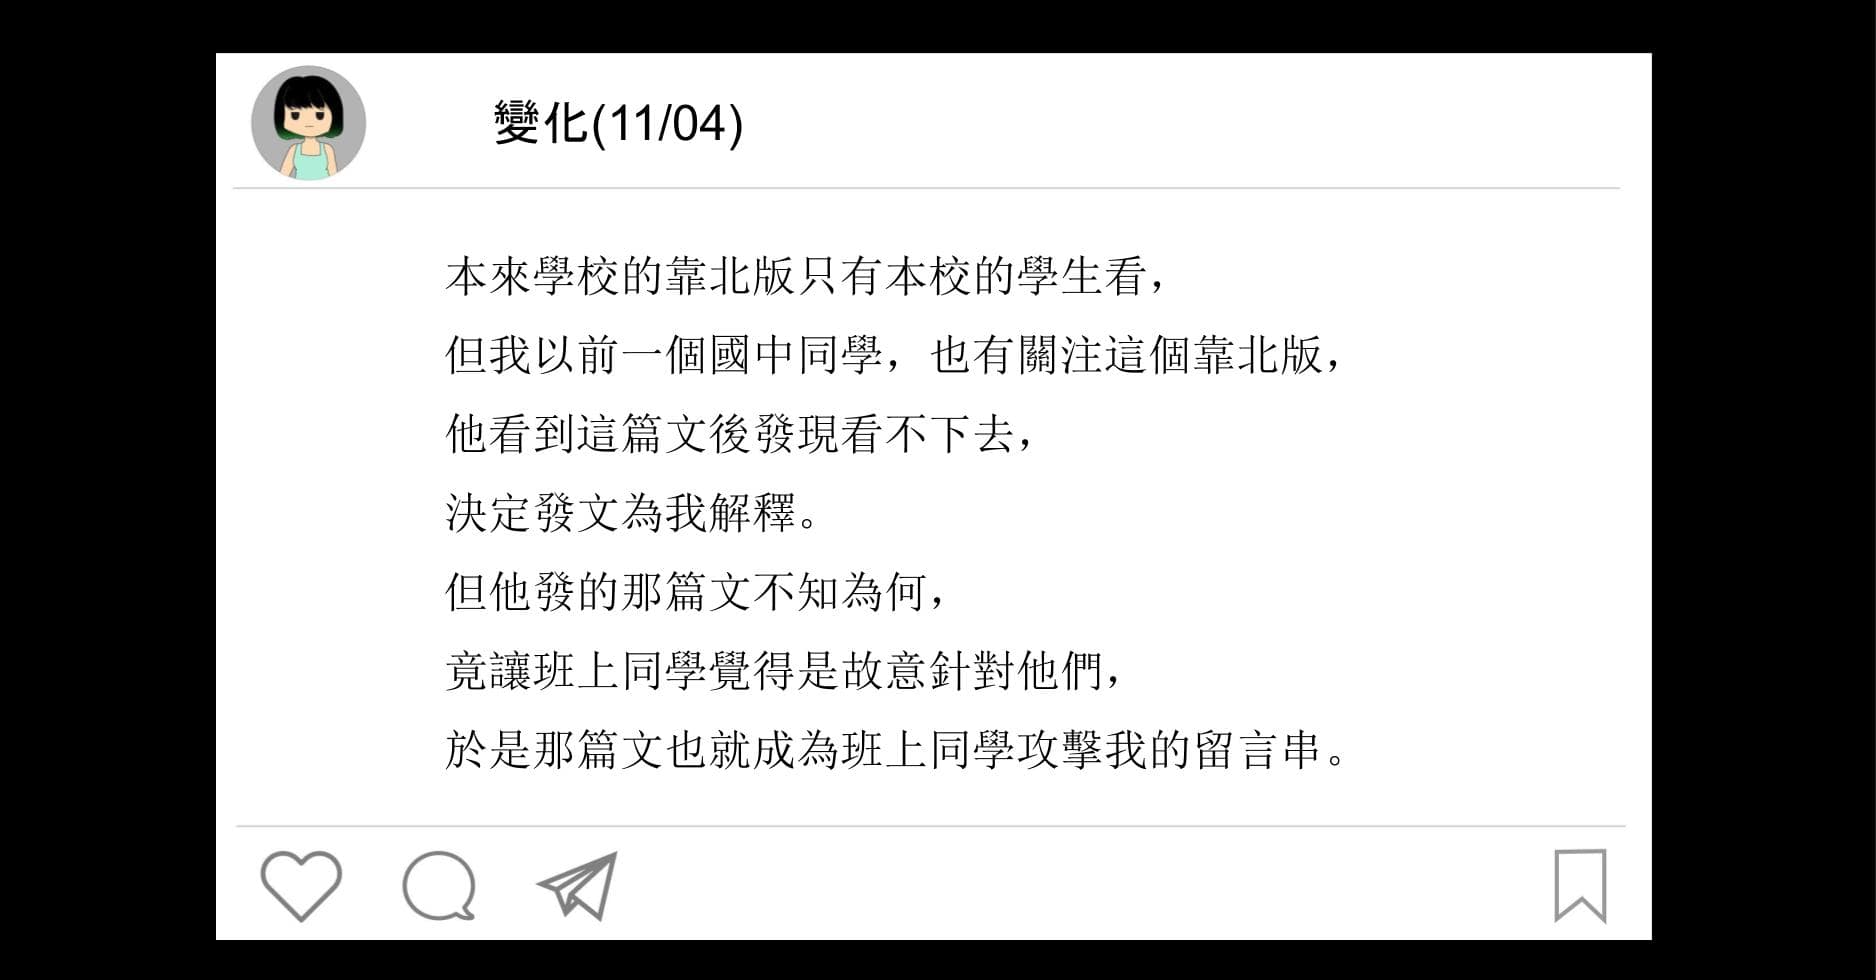 變化(11/04)
本來學校的靠北版只有本校的學生看，
但我以前一個國中同學，也有關注這個靠北版，
他看到這篇文後發現看不下去，
決定發文為我解釋。
但他發的那篇文不知為何，
竟讓班上同學覺得是故意針對他們，
於是那篇文也就成為班上同學攻擊我的留言串。